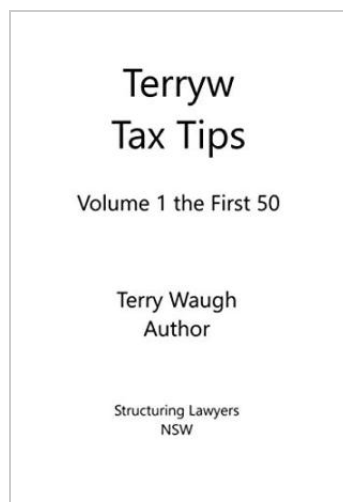 Terryw
Tax Tips
Volume 1 the First 50
Terry Waugh
Author
Structuring Lawyers
NSW